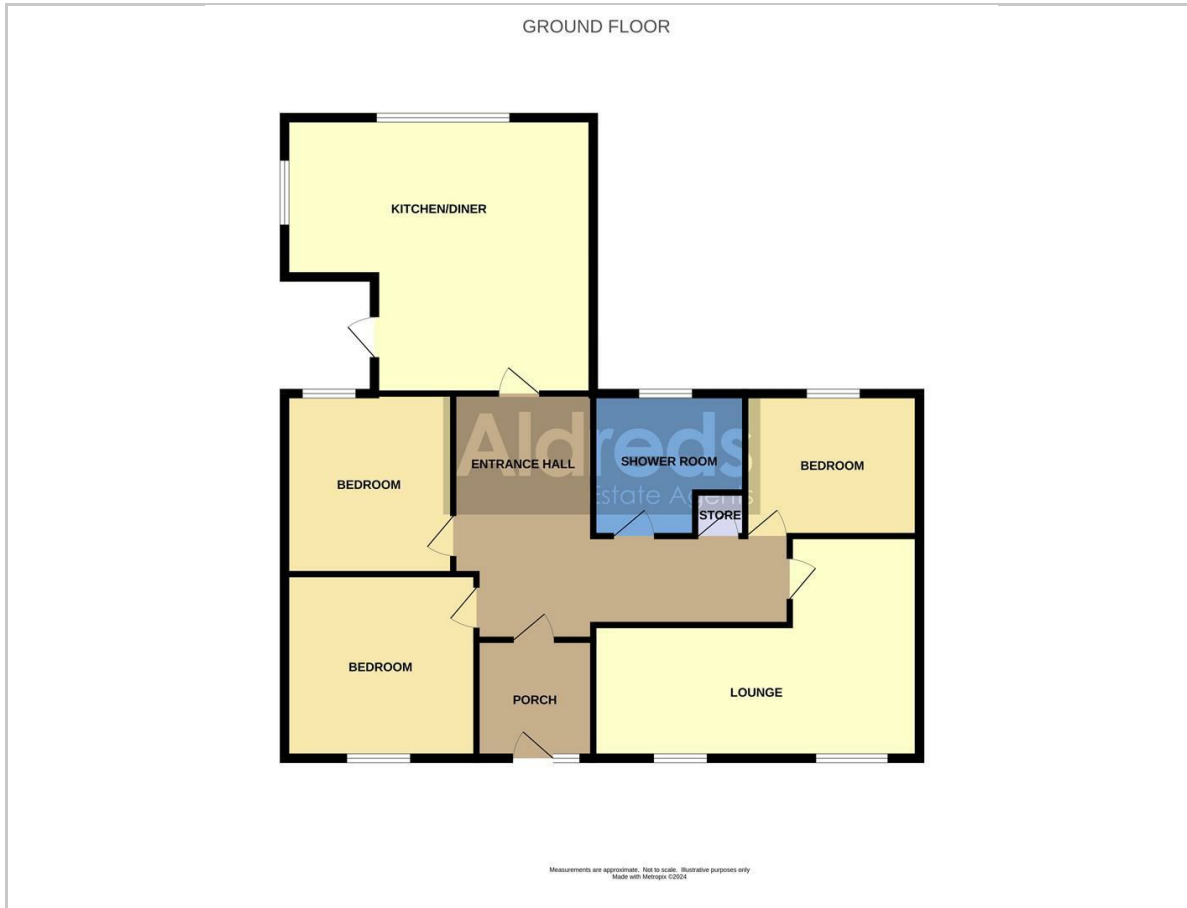 GROUND FLOOR
KITCHEN/DINER
Aldreds
Estate Agents
ENTRANCE HALL
SHOWER ROOM
BEDROOM
BEDROOM
STORE
BEDROOM
PORCH
LOUNGE
Measurements are approximate. Not to scale. Illustrative purposes only
Made with Metropix ©2024